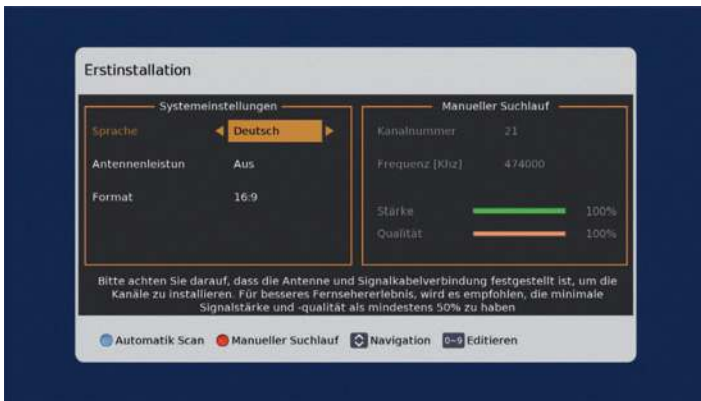 Erstinstallation
Systemeinstellungen
Sprache Deutsch
Antennenleistun Aus
Format 16:9
Manueller Suchlauf
Kanalnummer 21
Frequenz [Khz] 474000
Stärke 100%
Qualität 100%
Bitte achten Sie darauf, dass die Antenne und Signalkabelverbindung festgestellt ist, um die
Kanäle zu installieren. Für besseres Fernsehererlebnis, wird es empfohlen, die minimale
Signalstärke und -qualität als mindestens 50% zu haben
Automatik Scan Manueller Suchlauf Navigation 0~9 Editieren